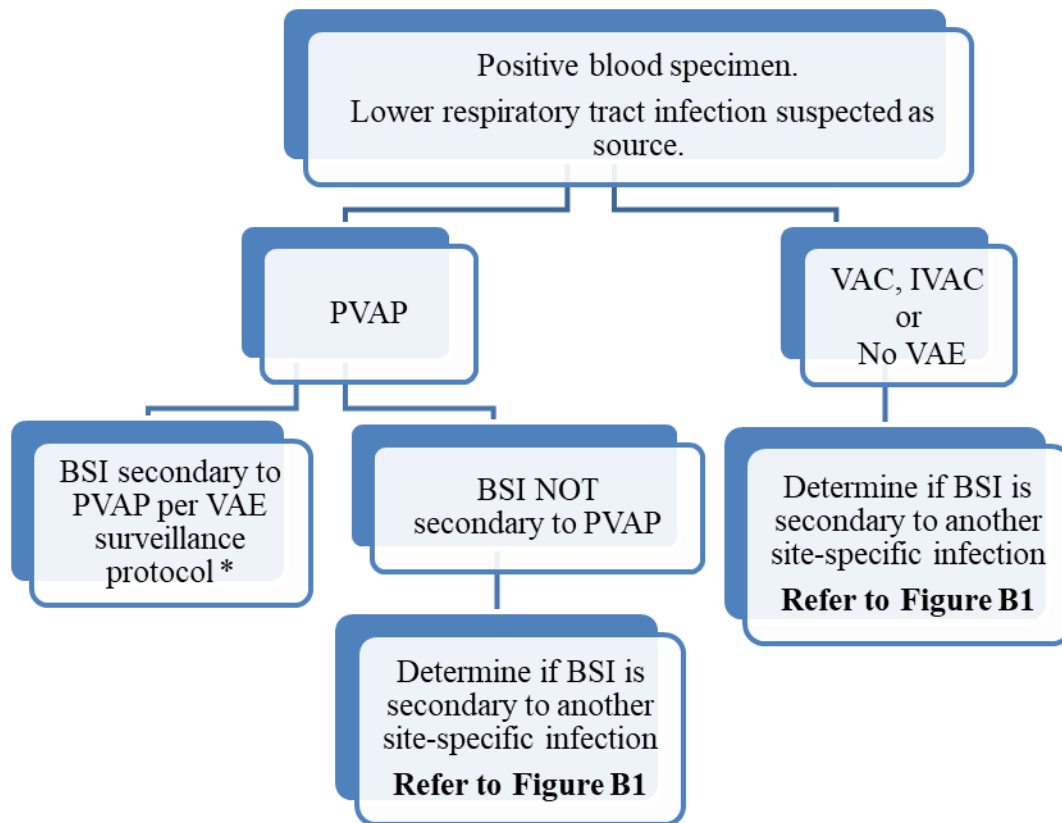 Positive blood specimen.
Lower respiratory tract infection suspected as
source.
PVAP
VAC, IVAC
or
No VAE
BSI secondary to
PVAP per VAE
surveillance
protocol *
BSI NOT
secondary to PVAP
Determine if BSI is
secondary to another
site-specific infection
Refer to Figure B1
Determine if BSI is
secondary to another
site-specific infection
Refer to Figure B1